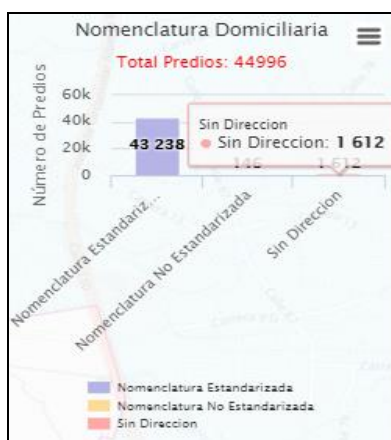 Nomenclatura Domiciliaria
Total Predios: 44996
Número de Predios
60k
40k
20k
0
43 238
146
1 612
Sin Direccion
Sin Direccion: 1 612
Nomenclatura Estandariz...
Nomenclatura No Estandarizada
Sin Direccion
Nomenclatura Estandarizada
Nomenclatura No Estandarizada
Sin Direccion